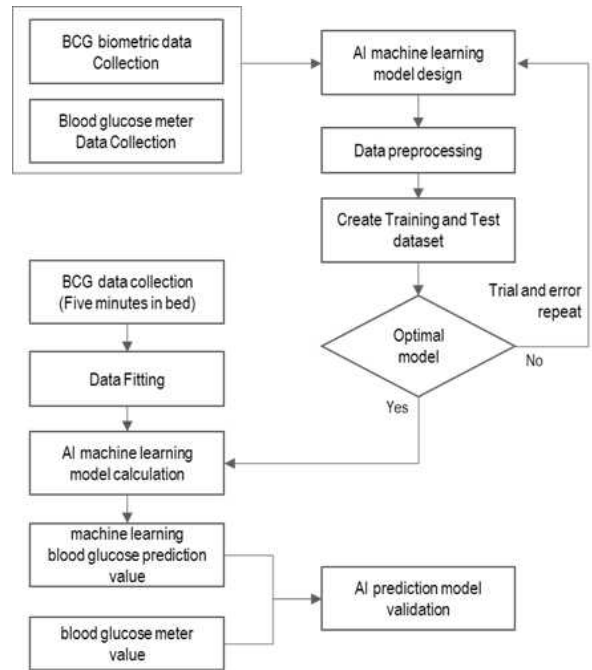 BCG biometric data
Collection
Blood glucose meter
Data Collection
AI machine learning
model design
Data preprocessing
Create Training and Test
dataset
Optimal
model
Trial and error
repeat
No
Yes
BCG data collection
(Five minutes in bed)
Data Fitting
AI machine learning
model calculation
machine learning
blood glucose prediction
value
blood glucose meter
value
AI prediction model
validation